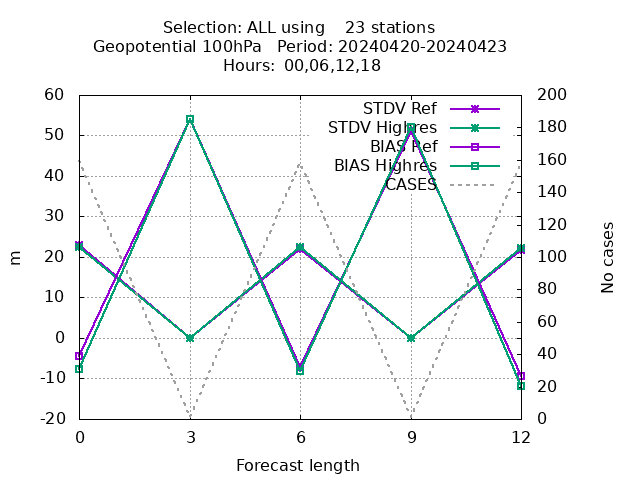 Selection: ALL using    23 stations
Geopotential 100hPa   Period: 20240420-20240423
Hours: 00,06,12,18
60
50
40
30
20
10
0
-10
-20
m
STDV Ref
STDV Highres
BIAS Ref
BIAS Highres
CASES
200
180
160
140
120
100
80
60
40
20
0
No cases
0 3 6 9 12
Forecast length